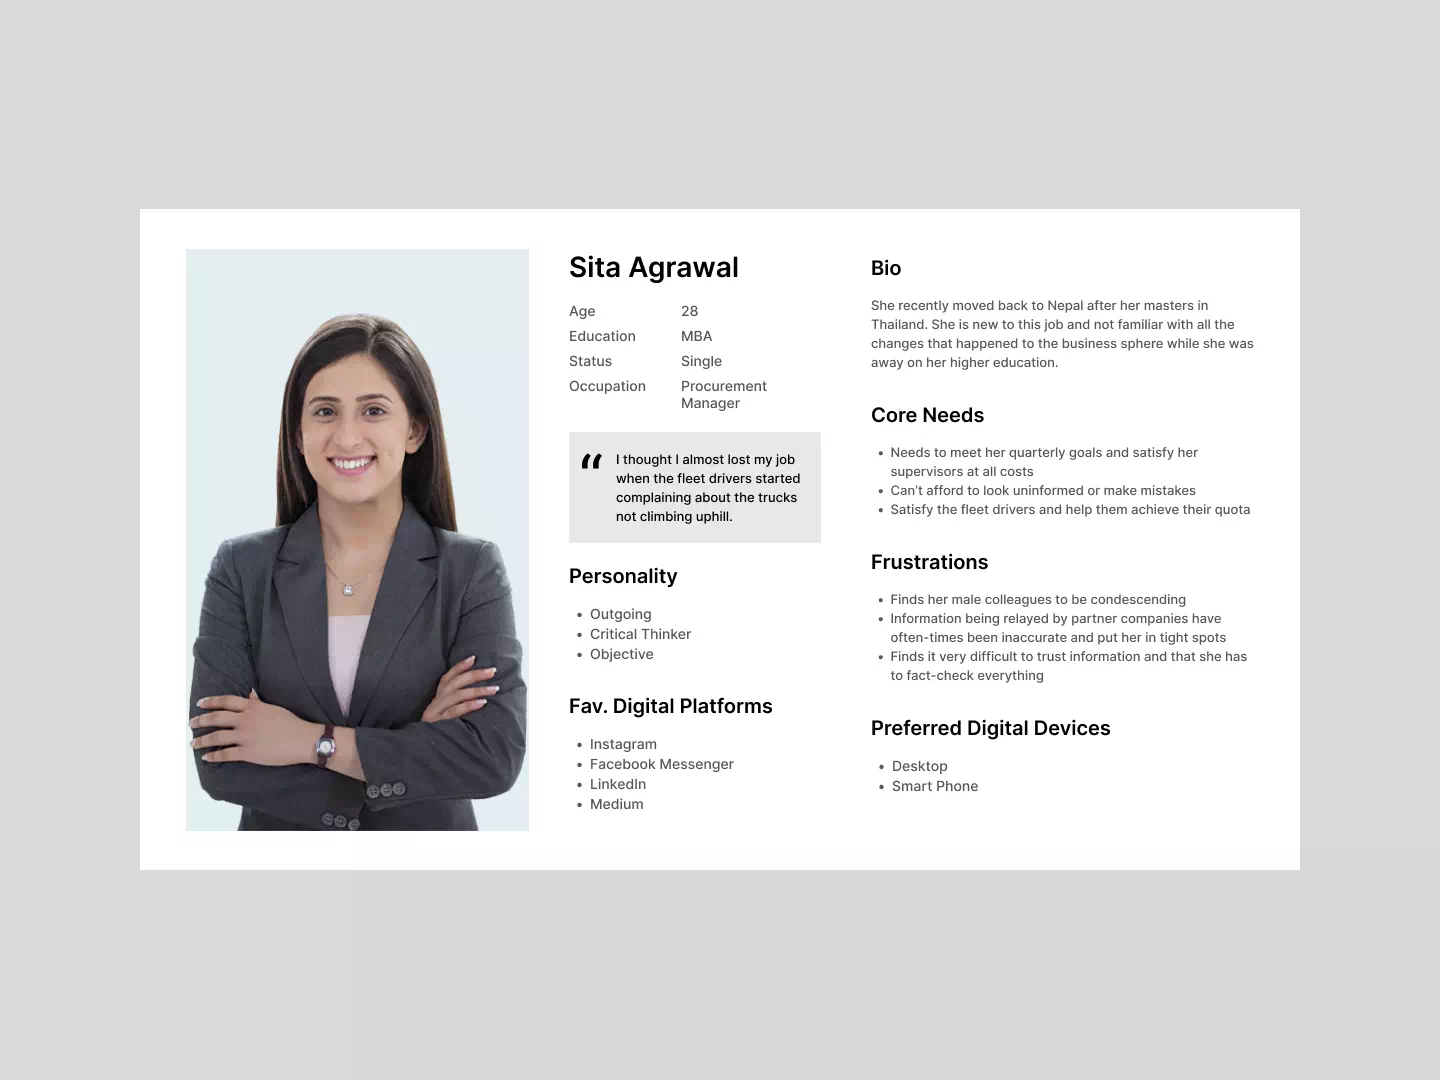 Sita Agrawal
Age 28
Education MBA
Status Single
Occupation Procurement
Manager
“ I thought I almost lost my job
when the fleet drivers started
complaining about the trucks
not climbing uphill.
Personality
• Outgoing
• Critical Thinker
• Objective
Fav. Digital Platforms
• Instagram
• Facebook Messenger
• LinkedIn
• Medium
Bio
She recently moved back to Nepal after her masters in
Thailand. She is new to this job and not familiar with all the
changes that happened to the business sphere while she was
away on her higher education.
Core Needs
• Needs to meet her quarterly goals and satisfy her
supervisors at all costs
• Can’t afford to look uninformed or make mistakes
• Satisfy the fleet drivers and help them achieve their quota
Frustrations
• Finds her male colleagues to be condescending
• Information being relayed by partner companies have
often-times been inaccurate and put her in tight spots
• Finds it very difficult to trust information and that she has
to fact-check everything
Preferred Digital Devices
• Desktop
• Smart Phone